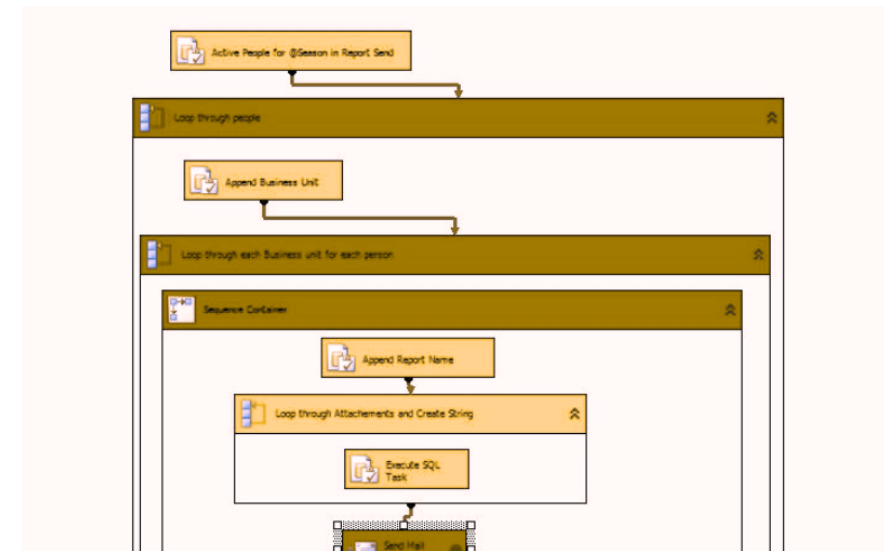 Active People for @Season in Report Send
Loop through people
Append Business Unit
Loop through each Business unit for each person
Sequence Container
Append Report Name
Loop through Attachements and Create String
Execute SQL
Task
Send Mail